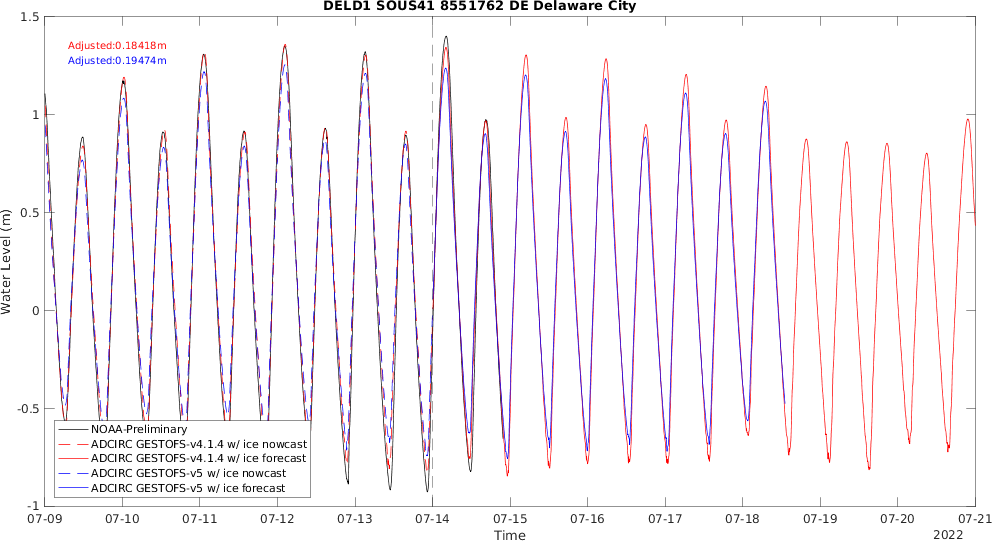 DELD1 SOUS41 8551762 DE Delaware City
1.5
1
0.5
0
-0.5
-1
Water Level (m)
Adjusted:0.18418m
Adjusted:0.19474m
NOAA-Preliminary
ADCIRC GESTOFS-v4.1.4 w/ ice nowcast
ADCIRC GESTOFS-v4.1.4 w/ ice forecast
ADCIRC GESTOFS-v5 w/ ice nowcast
ADCIRC GESTOFS-v5 w/ ice forecast
07-09 07-10 07-11 07-12 07-13 07-14 07-15 07-16 07-17 07-18 07-19 07-20 07-21
Time
2022